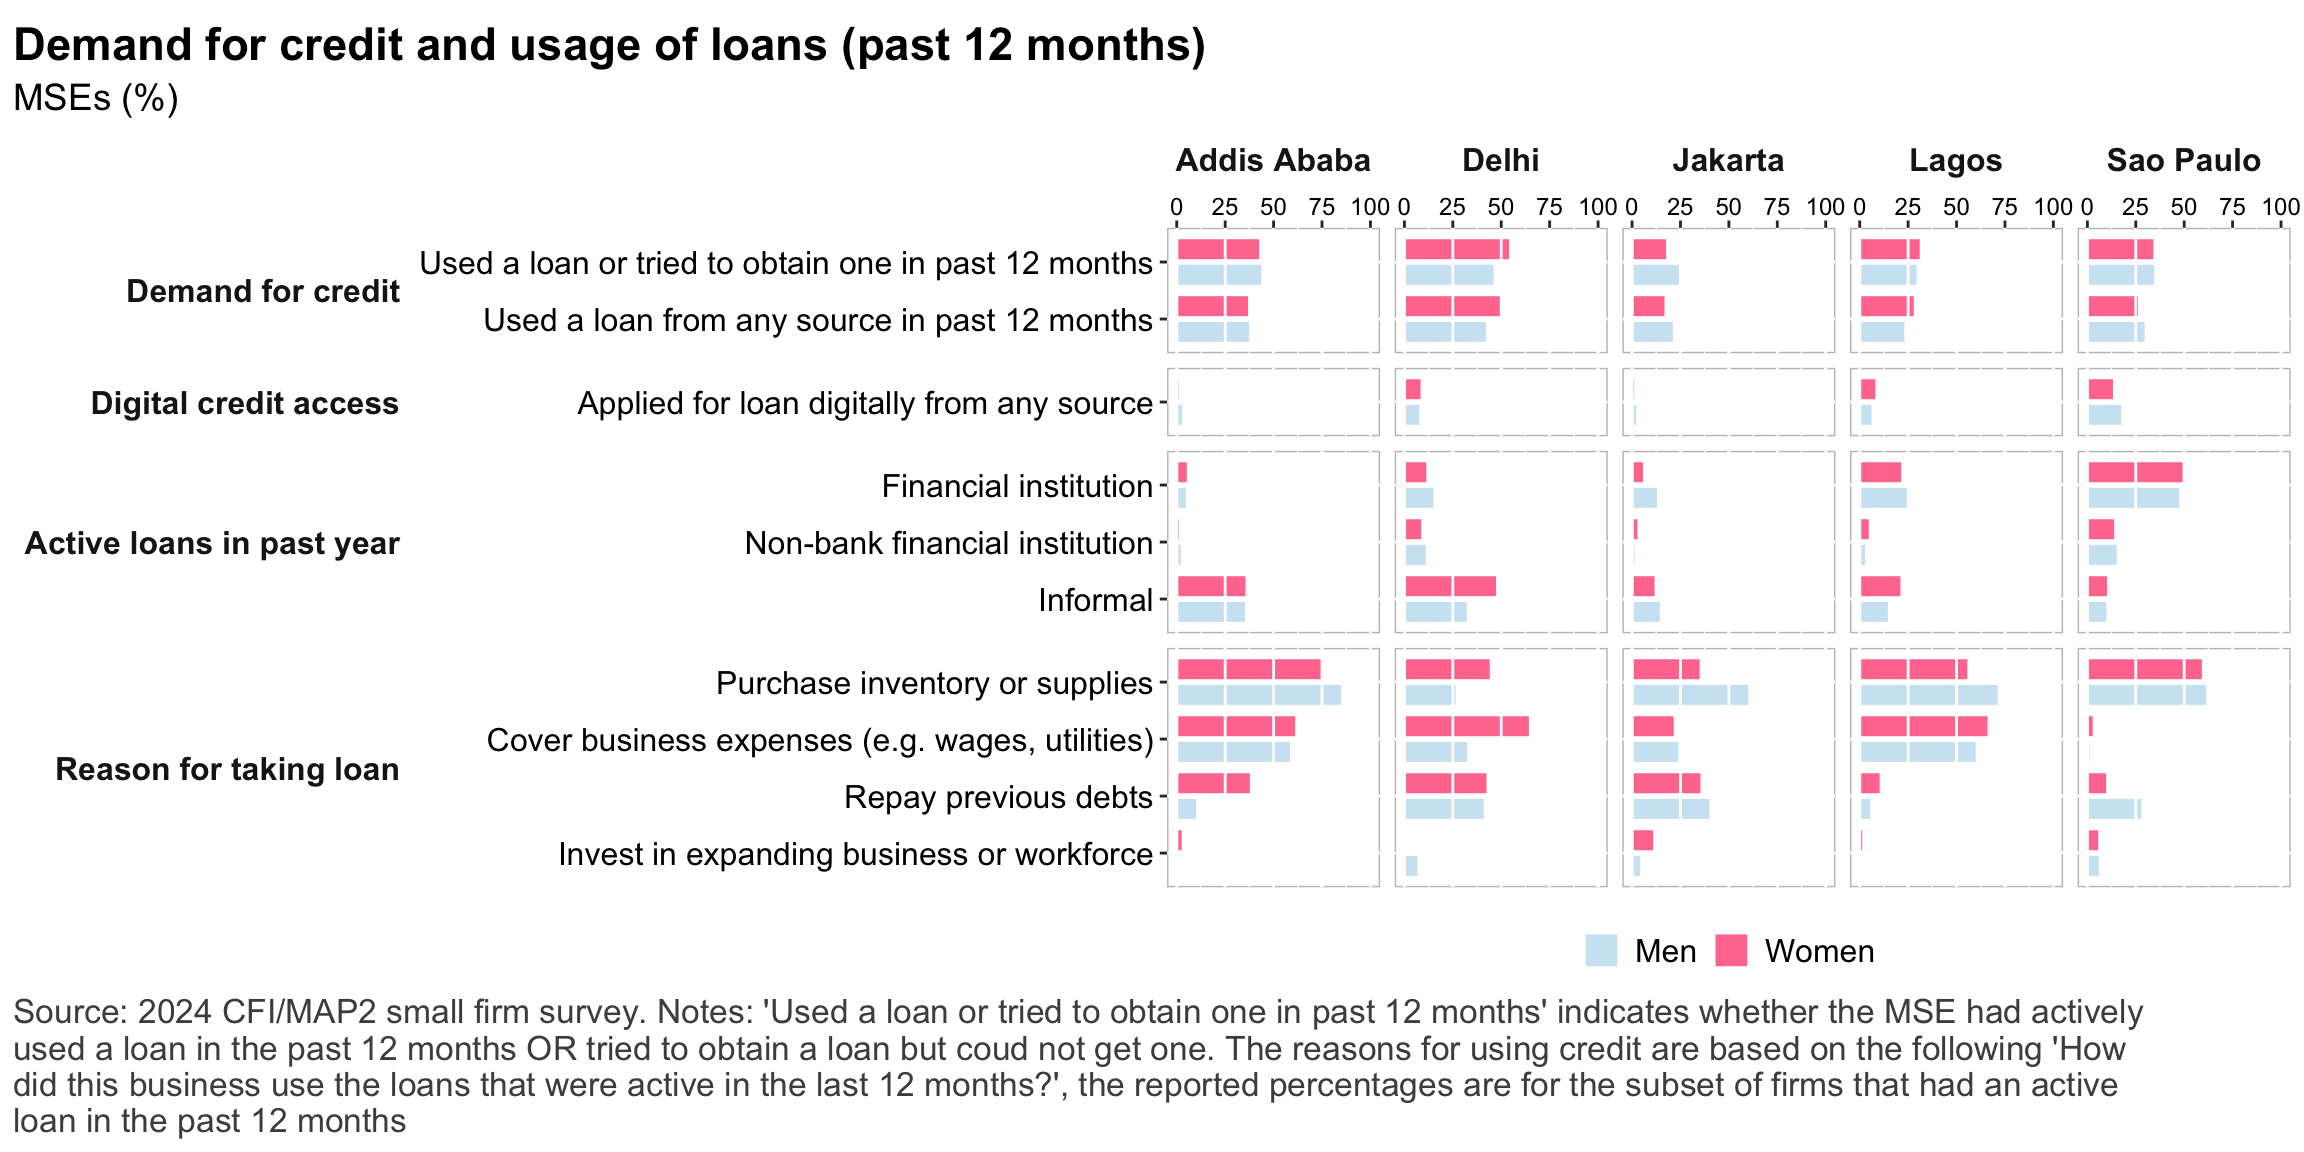 Demand for credit and usage of loans (past 12 months)
MSEs (%)
Addis Ababa Delhi Jakarta Lagos Sao Paulo
0 25 50 75 100 0 25 50 75 100 0 25 50 75 100 0 25 50 75 100 0 25 50 75 100
Demand for credit
Used a loan or tried to obtain one in past 12 months
Used a loan from any source in past 12 months
Digital credit access
Applied for loan digitally from any source
Active loans in past year
Financial institution
Non-bank financial institution
Informal
Reason for taking loan
Purchase inventory or supplies
Cover business expenses (e.g. wages, utilities)
Repay previous debts
Invest in expanding business or workforce
Men Women
Source: 2024 CFI/MAP2 small firm survey. Notes: 'Used a loan or tried to obtain one in past 12 months' indicates whether the MSE had actively
used a loan in the past 12 months OR tried to obtain a loan but coud not get one. The reasons for using credit are based on the following 'How
did this business use the loans that were active in the last 12 months?', the reported percentages are for the subset of firms that had an active
loan in the past 12 months